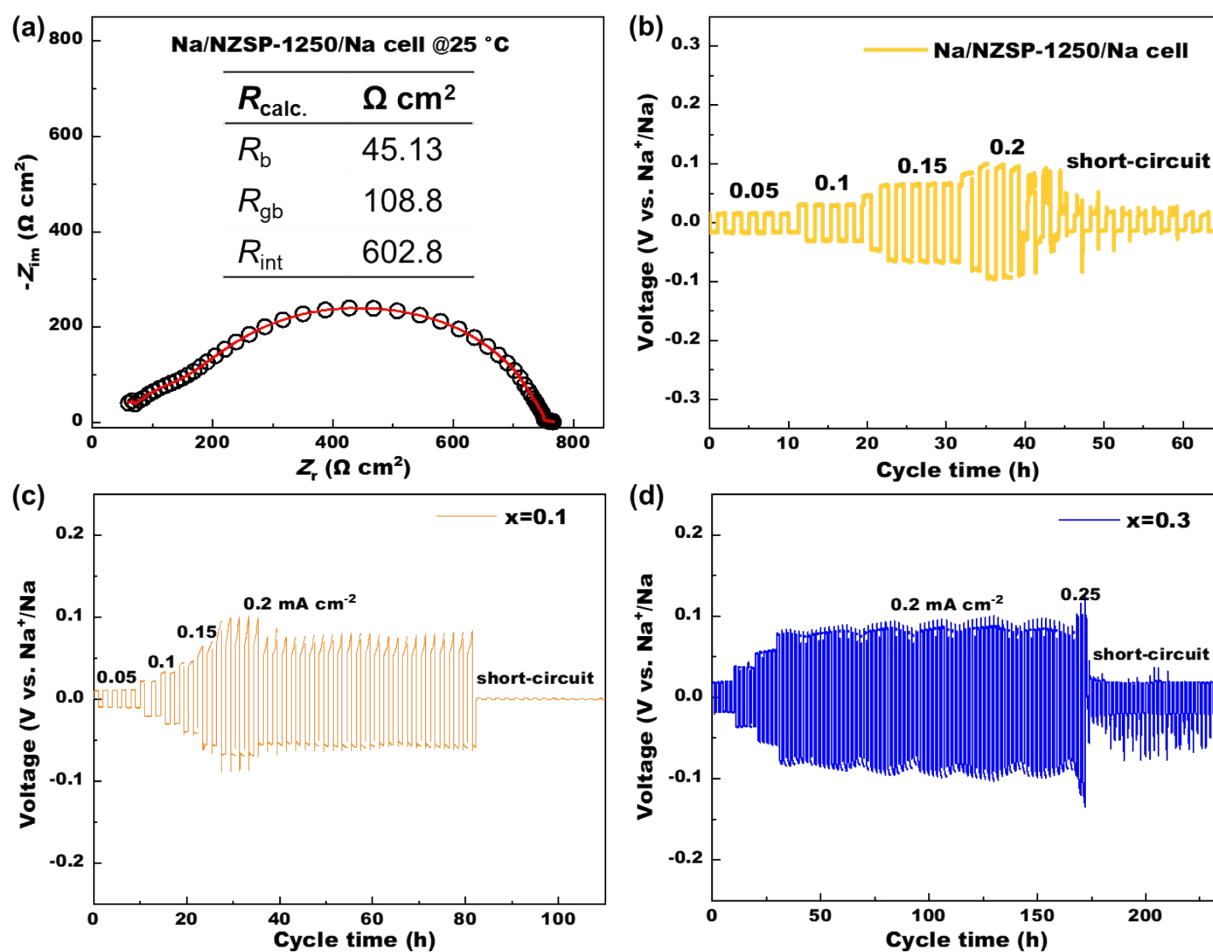 (a)
Na/NZSP-1250/Na cell @25 °C
Rcalc. Ω cm2
Rb 45.13
Rgb 108.8
Rint 602.8
800
600
400
200
0
-Zim (Ω cm2)
0 200 400 600 800
Zr (Ω cm2)
(b)
Na/NZSP-1250/Na cell
0.05
0.1
0.15
0.2
short-circuit
0.3
0.2
0.1
0.0
-0.1
-0.2
-0.3
Voltage (V vs. Na+/Na)
0 10 20 30 40 50 60
Cycle time (h)
(c)
x=0.1
0.05
0.1
0.15
0.2 mA cm-2
short-circuit
0.2
0.1
0.0
-0.1
-0.2
Voltage (V vs. Na+/Na
0 20 40 60 80 100
Cycle time (h)
(d)
x=0.3
0.2 mA cm-2
0.25
short-circuit
0.2
0.1
0.0
-0.1
-0.2
Voltage (V vs. Na+/Na
0 50 100 150 200
Cycle time (h)